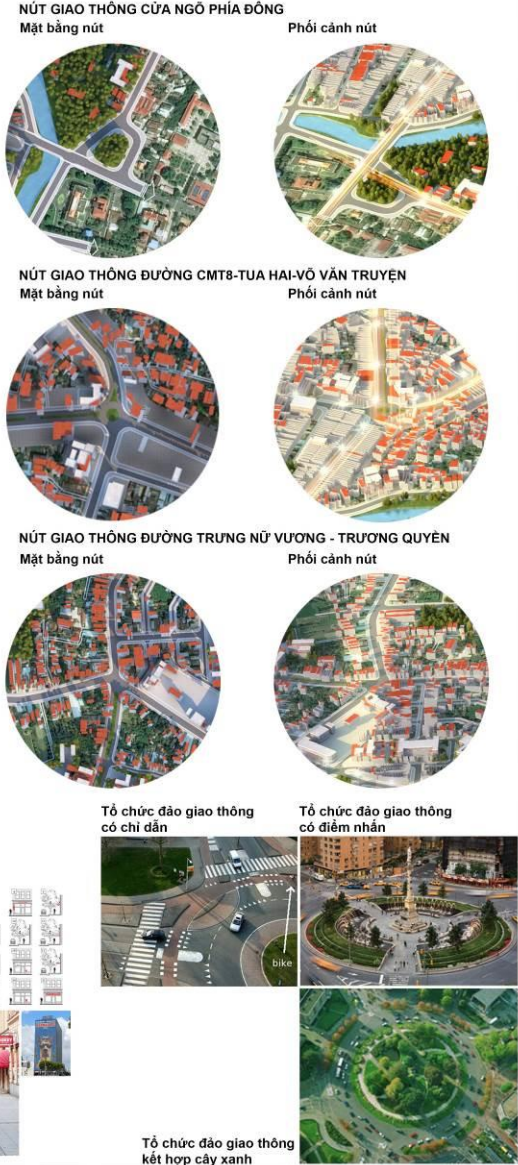 NÚT GIAO THÔNG CỬA NGÕ PHÍA ĐÔNG
Mặt bằng nút
Phối cảnh nút
NÚT GIAO THÔNG ĐƯỜNG CMT8-TUA HAI-VÕ VĂN TRUYỆN
Mặt bằng nút
Phối cảnh nút
NÚT GIAO THÔNG ĐƯỜNG TRƯNG NỮ VƯƠNG - TRƯƠNG QUYỀN
Mặt bằng nút
Phối cảnh nút
Tổ chức đảo giao thông
có chỉ dẫn
Tổ chức đảo giao thông
có điểm nhấn
bike
Tổ chức đảo giao thông
kết hợp cây xanh